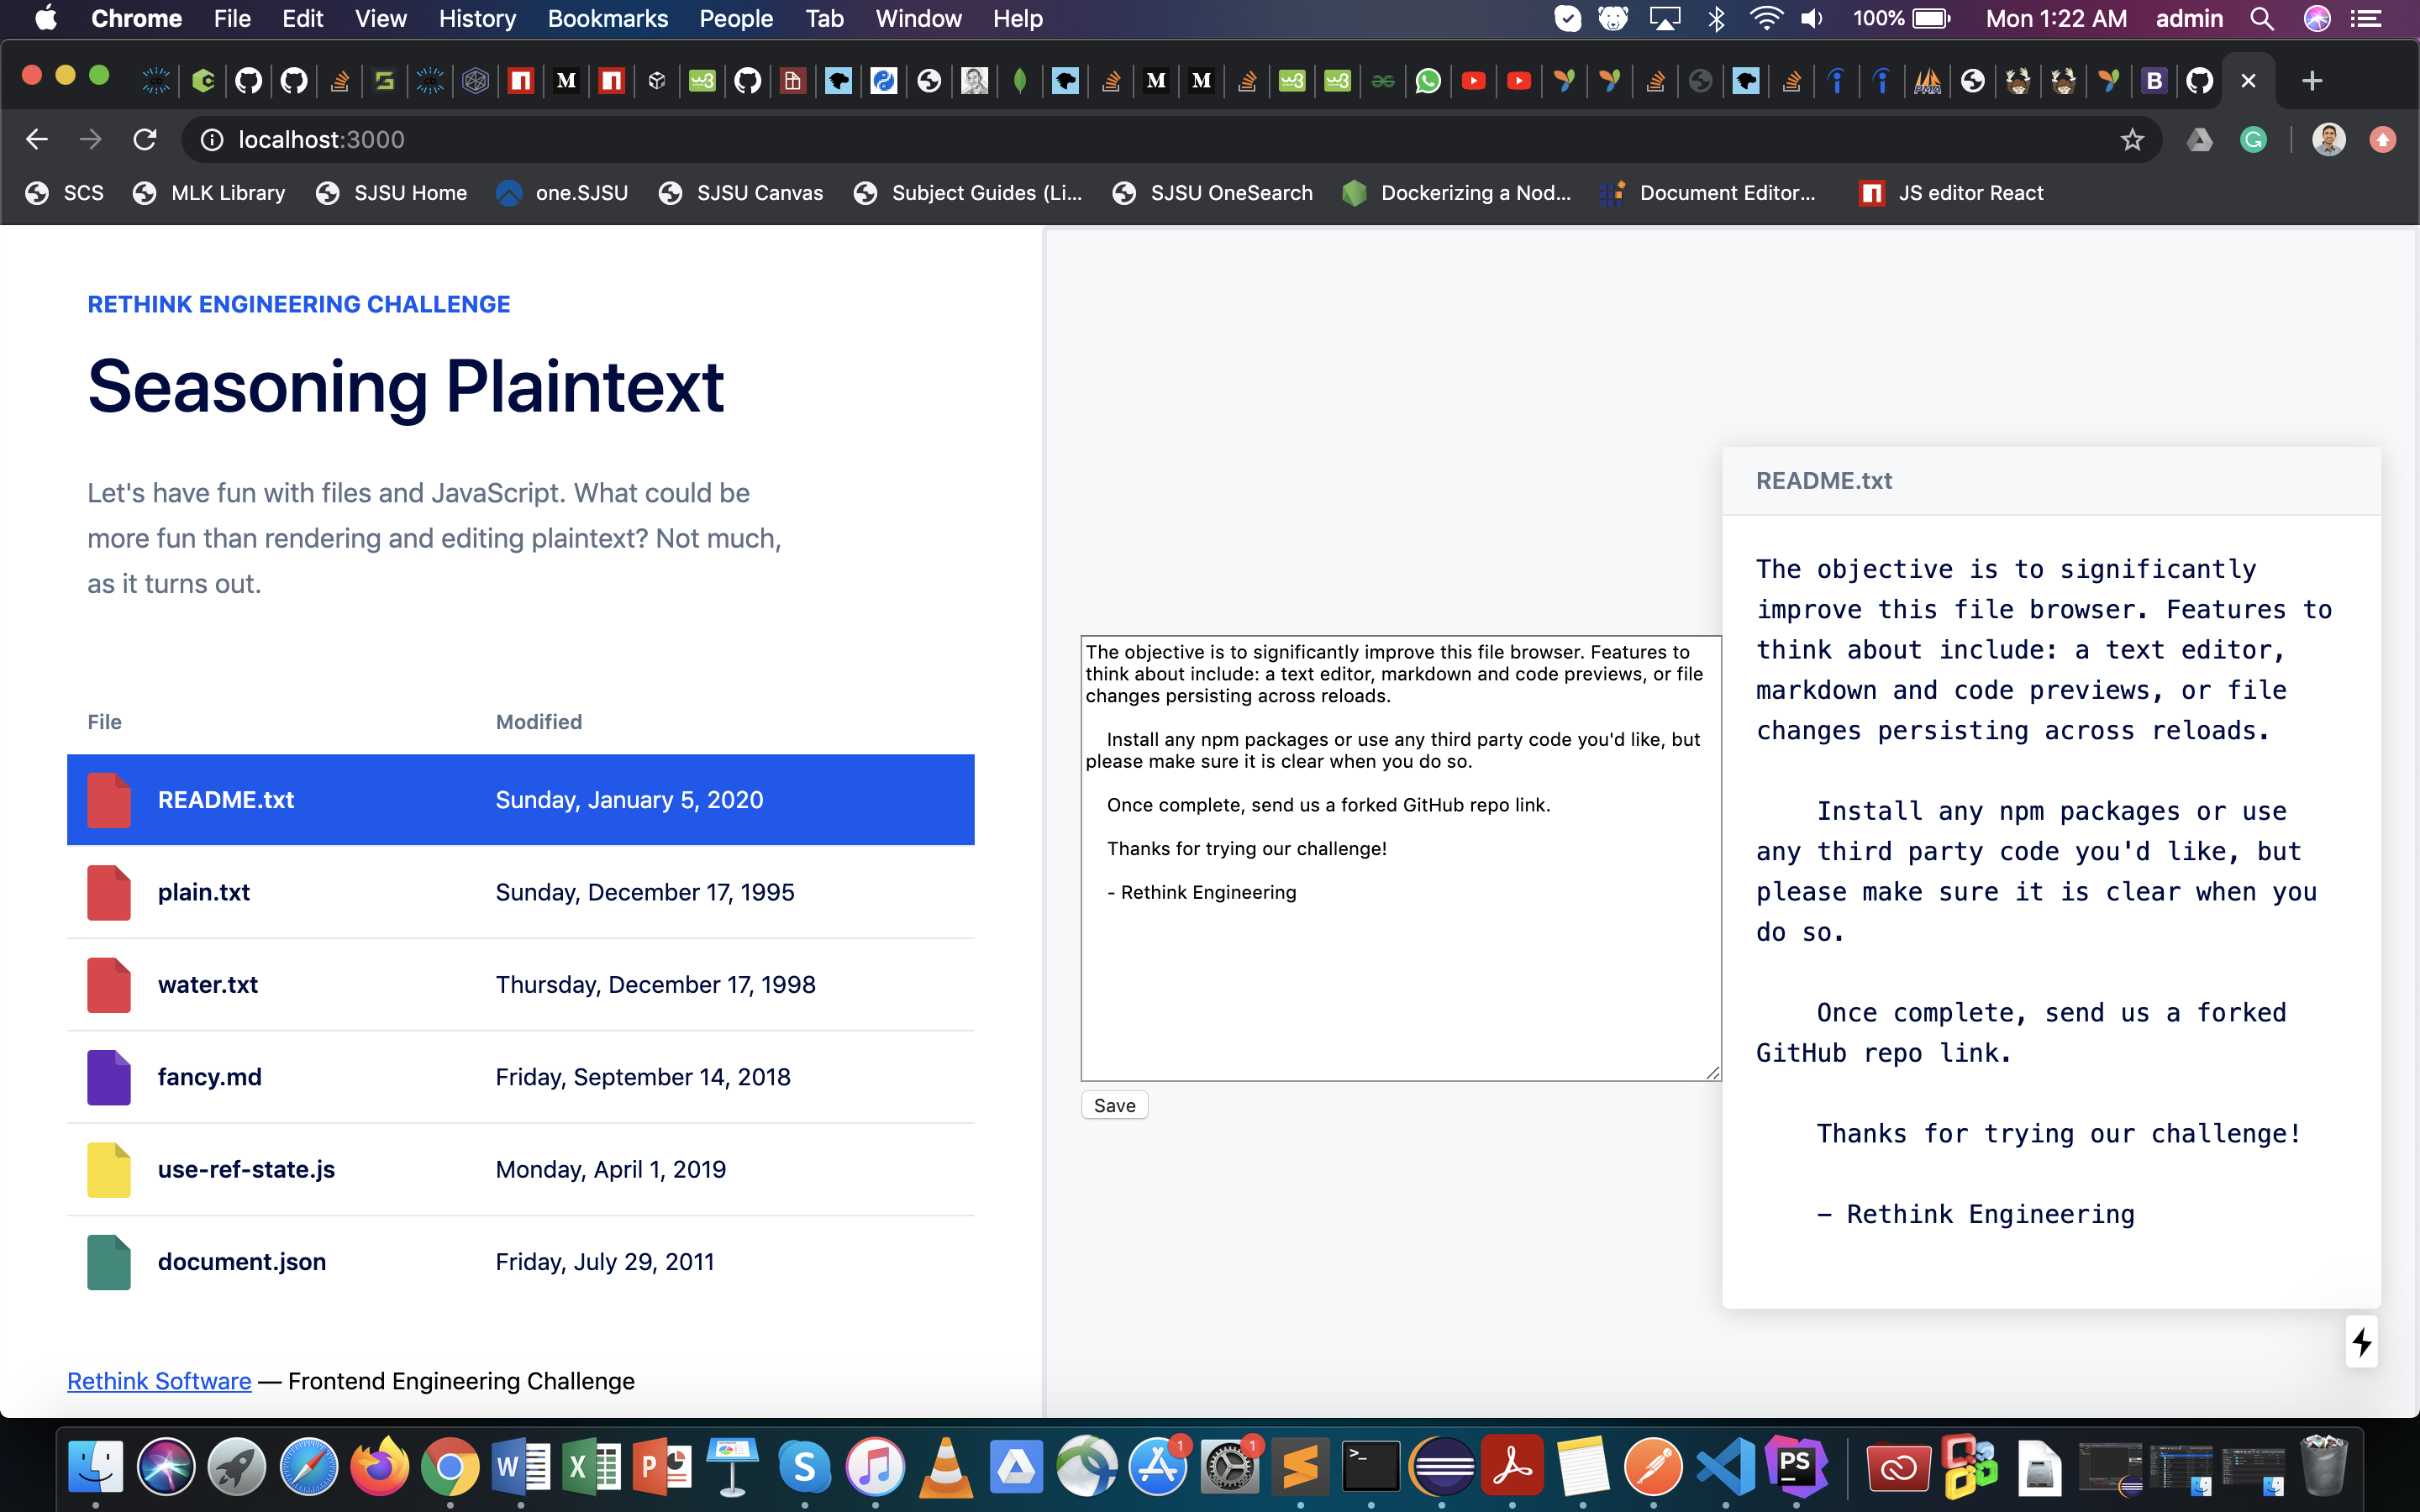 Chrome File Edit View History Bookmarks People Tab Window Help 100% Mon 1:22 AM admin
localhost:3000
SCS MLK Library SJSU Home one.SJSU SJSU Canvas Subject Guides (Li... SJSU OneSearch Dockerizing a Nod... Document Editor... JS editor React
RETHINK ENGINEERING CHALLENGE
Seasoning Plaintext
Let's have fun with files and JavaScript. What could be
more fun than rendering and editing plaintext? Not much,
as it turns out.
File Modified
README.txt Sunday, January 5, 2020
plain.txt Sunday, December 17, 1995
water.txt Thursday, December 17, 1998
fancy.md Friday, September 14, 2018
use-ref-state.js Monday, April 1, 2019
document.json Friday, July 29, 2011
Rethink Software — Frontend Engineering Challenge
The objective is to significantly improve this file browser. Features to
think about include: a text editor, markdown and code previews, or file
changes persisting across reloads.
Install any npm packages or use any third party code you'd like, but
please make sure it is clear when you do so.
Once complete, send us a forked GitHub repo link.
Thanks for trying our challenge!
- Rethink Engineering
Save
README.txt
The objective is to significantly
improve this file browser. Features to
think about include: a text editor,
markdown and code previews, or file
changes persisting across reloads.
Install any npm packages or use
any third party code you'd like, but
please make sure it is clear when you
do so.
Once complete, send us a forked
GitHub repo link.
Thanks for trying our challenge!
- Rethink Engineering